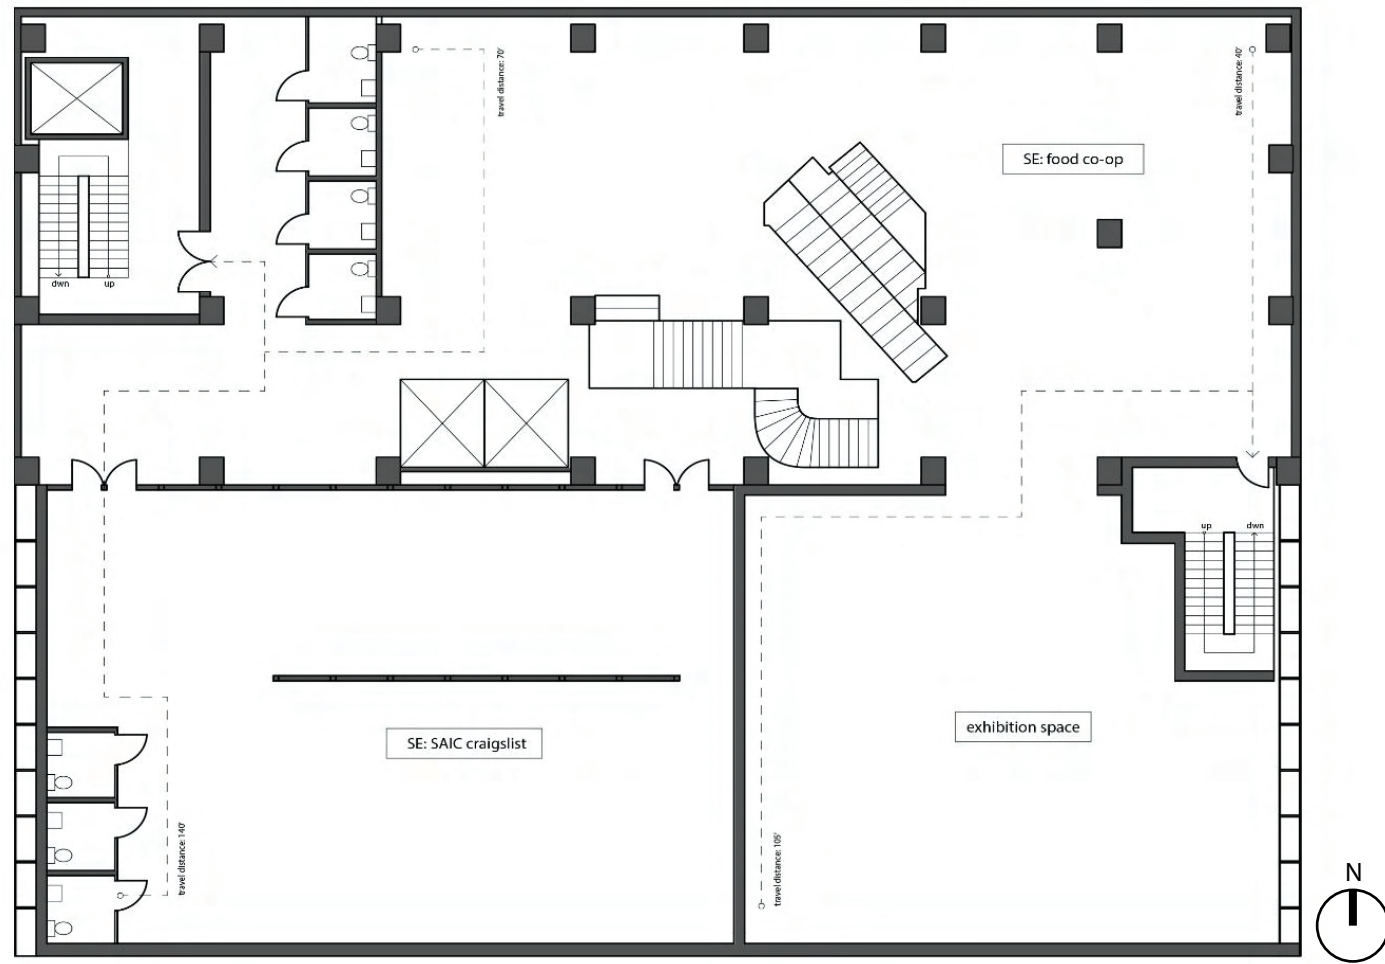 travel distance: 70'
travel distance: 40'
SE: food co-op
dwn
up
up
dwn
SE: SAIC craigslist
exhibition space
travel distance: 140'
travel distance: 105'
N